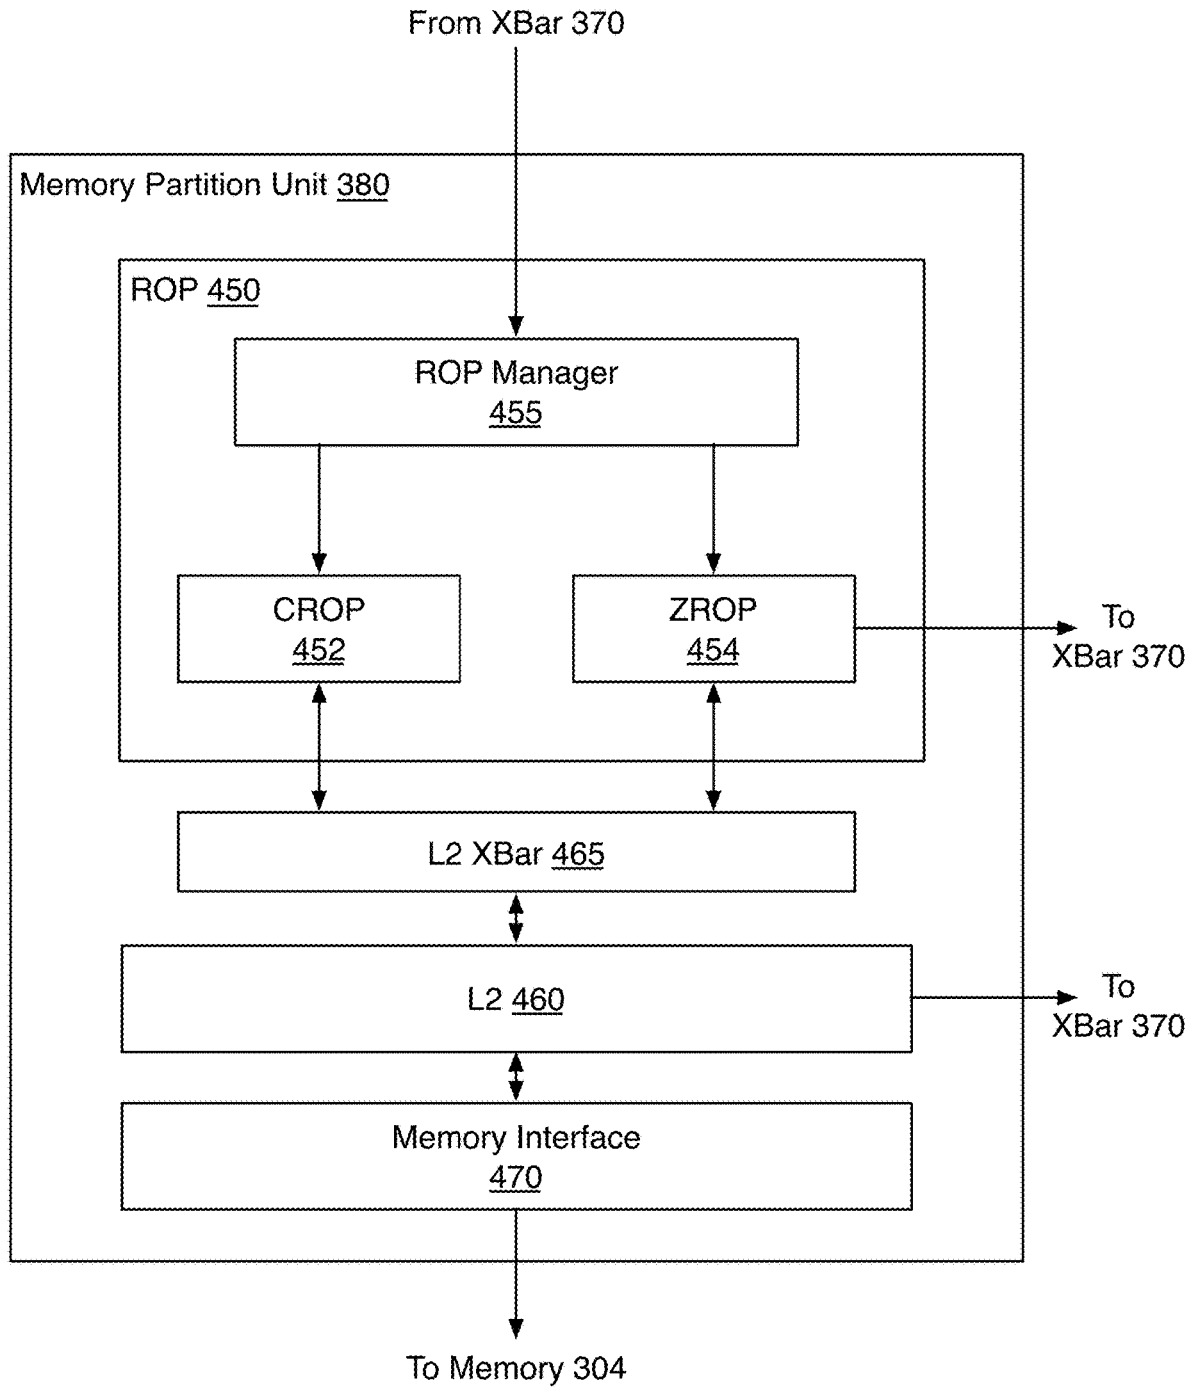 From XBar 370
Memory Partition Unit 380
ROP 450
ROP Manager
455
CROP
452
ZROP
454
To
XBar 370
L2 XBar 465
L2 460
To
XBar 370
Memory Interface
470
To Memory 304